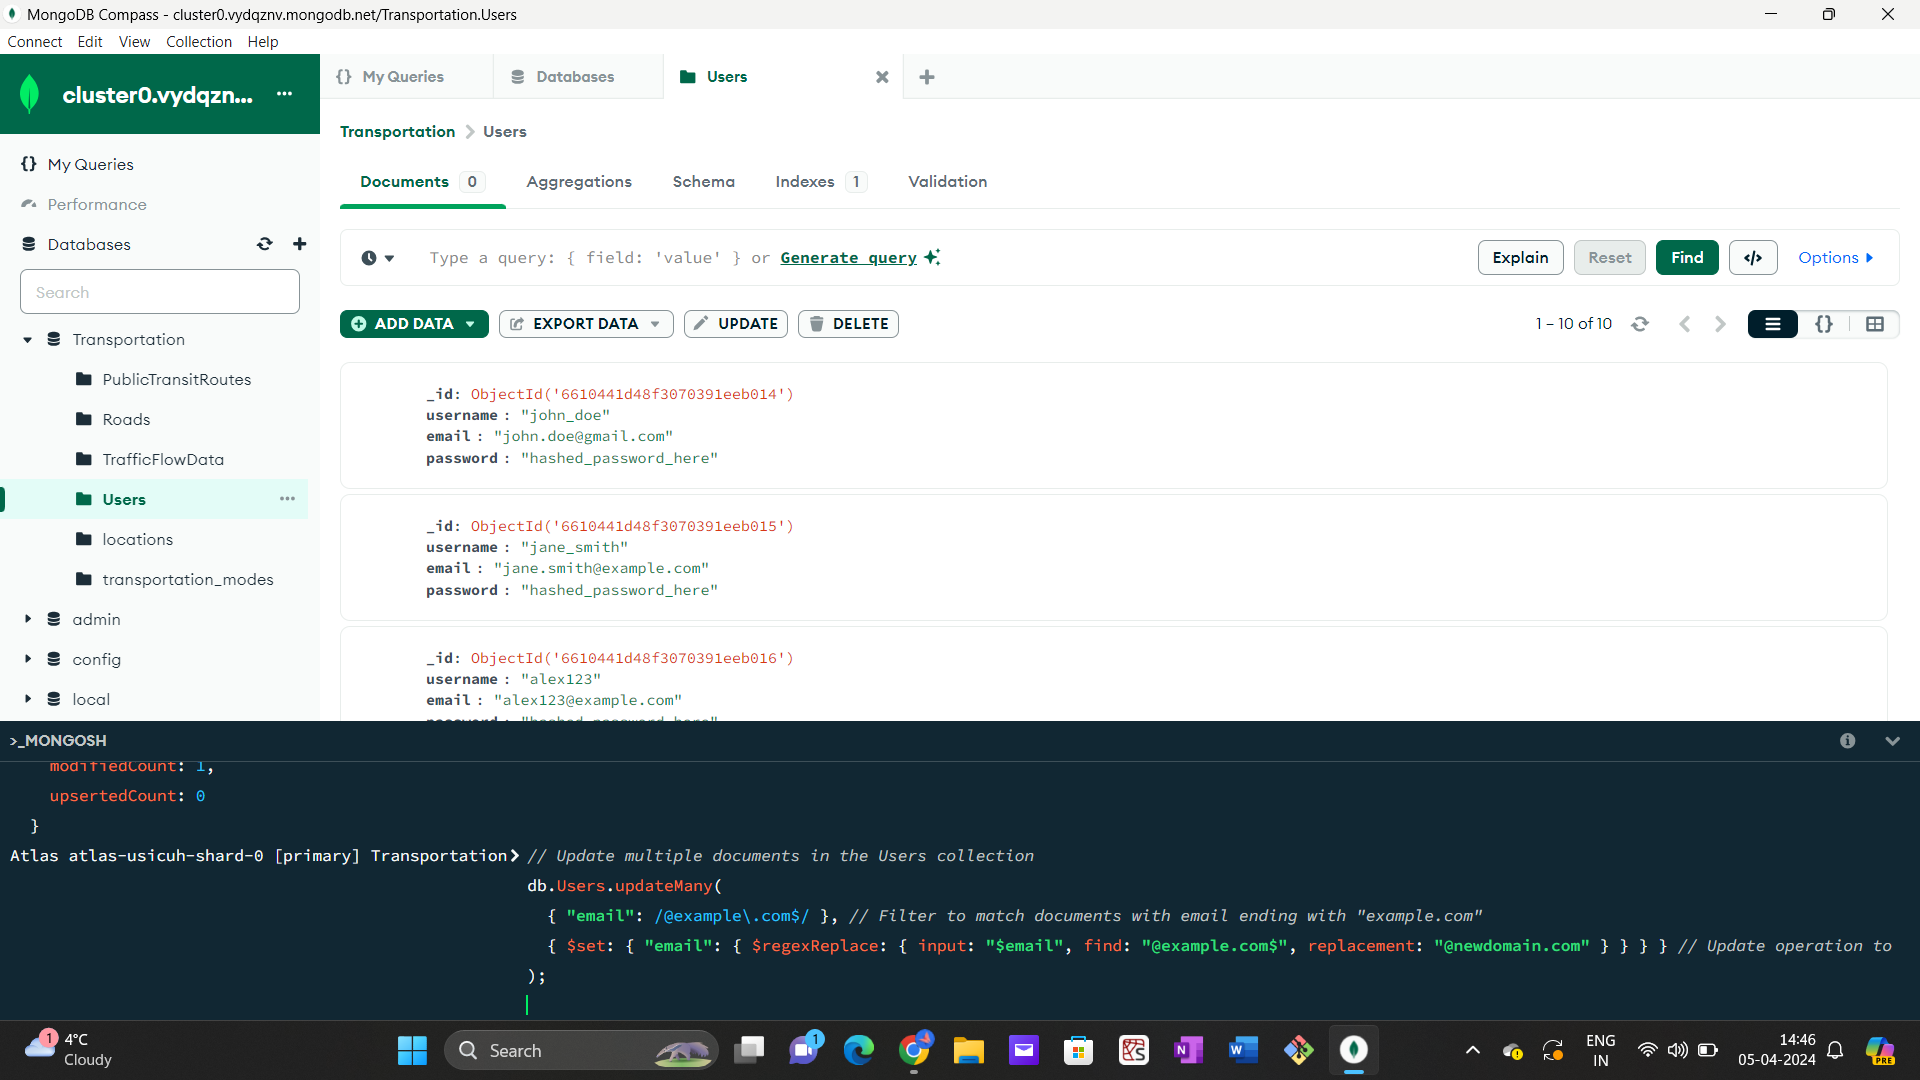 MongoDB Compass - cluster0.vydqznv.mongodb.net/Transportation.Users
Connect Edit View Collection Help
cluster0.vydqzn... ...
{} My Queries
Performance
Databases
Search
Transportation
PublicTransitRoutes
Roads
TrafficFlowData
Users ...
locations
transportation_modes
admin
config
local
{} My Queries
Databases
Users
Transportation > Users
Documents 0 Aggregations Schema Indexes 1 Validation
Type a query: { field: 'value' } or Generate query
Explain Reset Find </> Options
ADD DATA EXPORT DATA UPDATE DELETE
1 – 10 of 10 {}
_id: ObjectId('6610441d48f3070391eeb014')
username : "john_doe"
email : "john.doe@gmail.com"
password : "hashed_password_here"
_id: ObjectId('6610441d48f3070391eeb015')
username : "jane_smith"
email : "jane.smith@example.com"
password : "hashed_password_here"
_id: ObjectId('6610441d48f3070391eeb016')
username : "alex123"
email : "alex123@example.com"
password : "hashed_password_here"
>_MONGOSH
modifiedCount: 1,
upsertedCount: 0
}
Atlas atlas-usicuh-shard-0 [primary] Transportation> // Update multiple documents in the Users collection
db.Users.updateMany(
{ "email": /@example\.com$/ }, // Filter to match documents with email ending with "example.com"
{ $set: { "email": { $regexReplace: { input: "$email", find: "@example.com$", replacement: "@newdomain.com" } } } } // Update operation to
);
1
4°C
Cloudy
Search
1
ENG
IN
14:46
05-04-2024
PRE